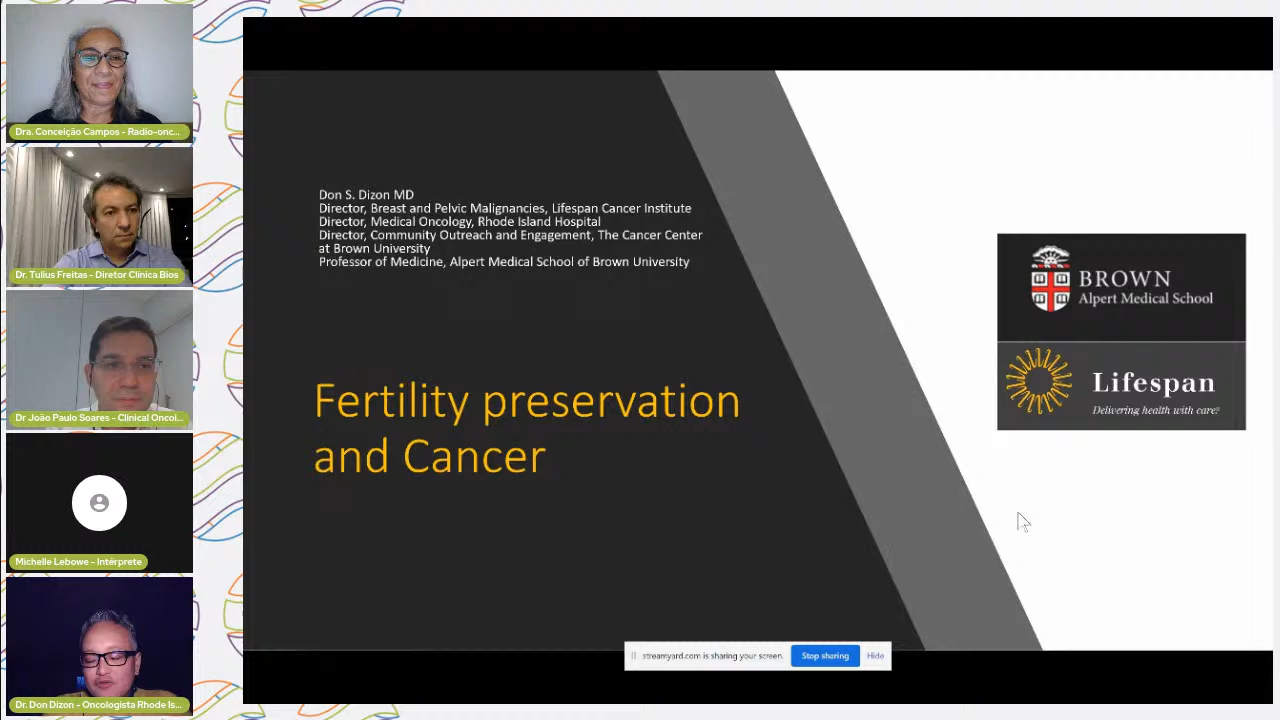 Dra. Conceição Campos - Radio-onc...
Dr. Tulius Freitas - Diretor Clínica Bios
Dr João Paulo Soares - Clinical Oncol...
Michelle Lebowe - Intérprete
Dr. Don Dizon - Oncologista Rhode Is...
Don S. Dizon MD
Director, Breast and Pelvic Malignancies, Lifespan Cancer Institute
Director, Medical Oncology, Rhode Island Hospital
Director, Community Outreach and Engagement, The Cancer Center
at Brown University
Professor of Medicine, Alpert Medical School of Brown University
Fertility preservation
and Cancer
BROWN
Alpert Medical School
Lifespan
Delivering health with care.®
streamyard.com is sharing your screen.
Stop sharing
Hide